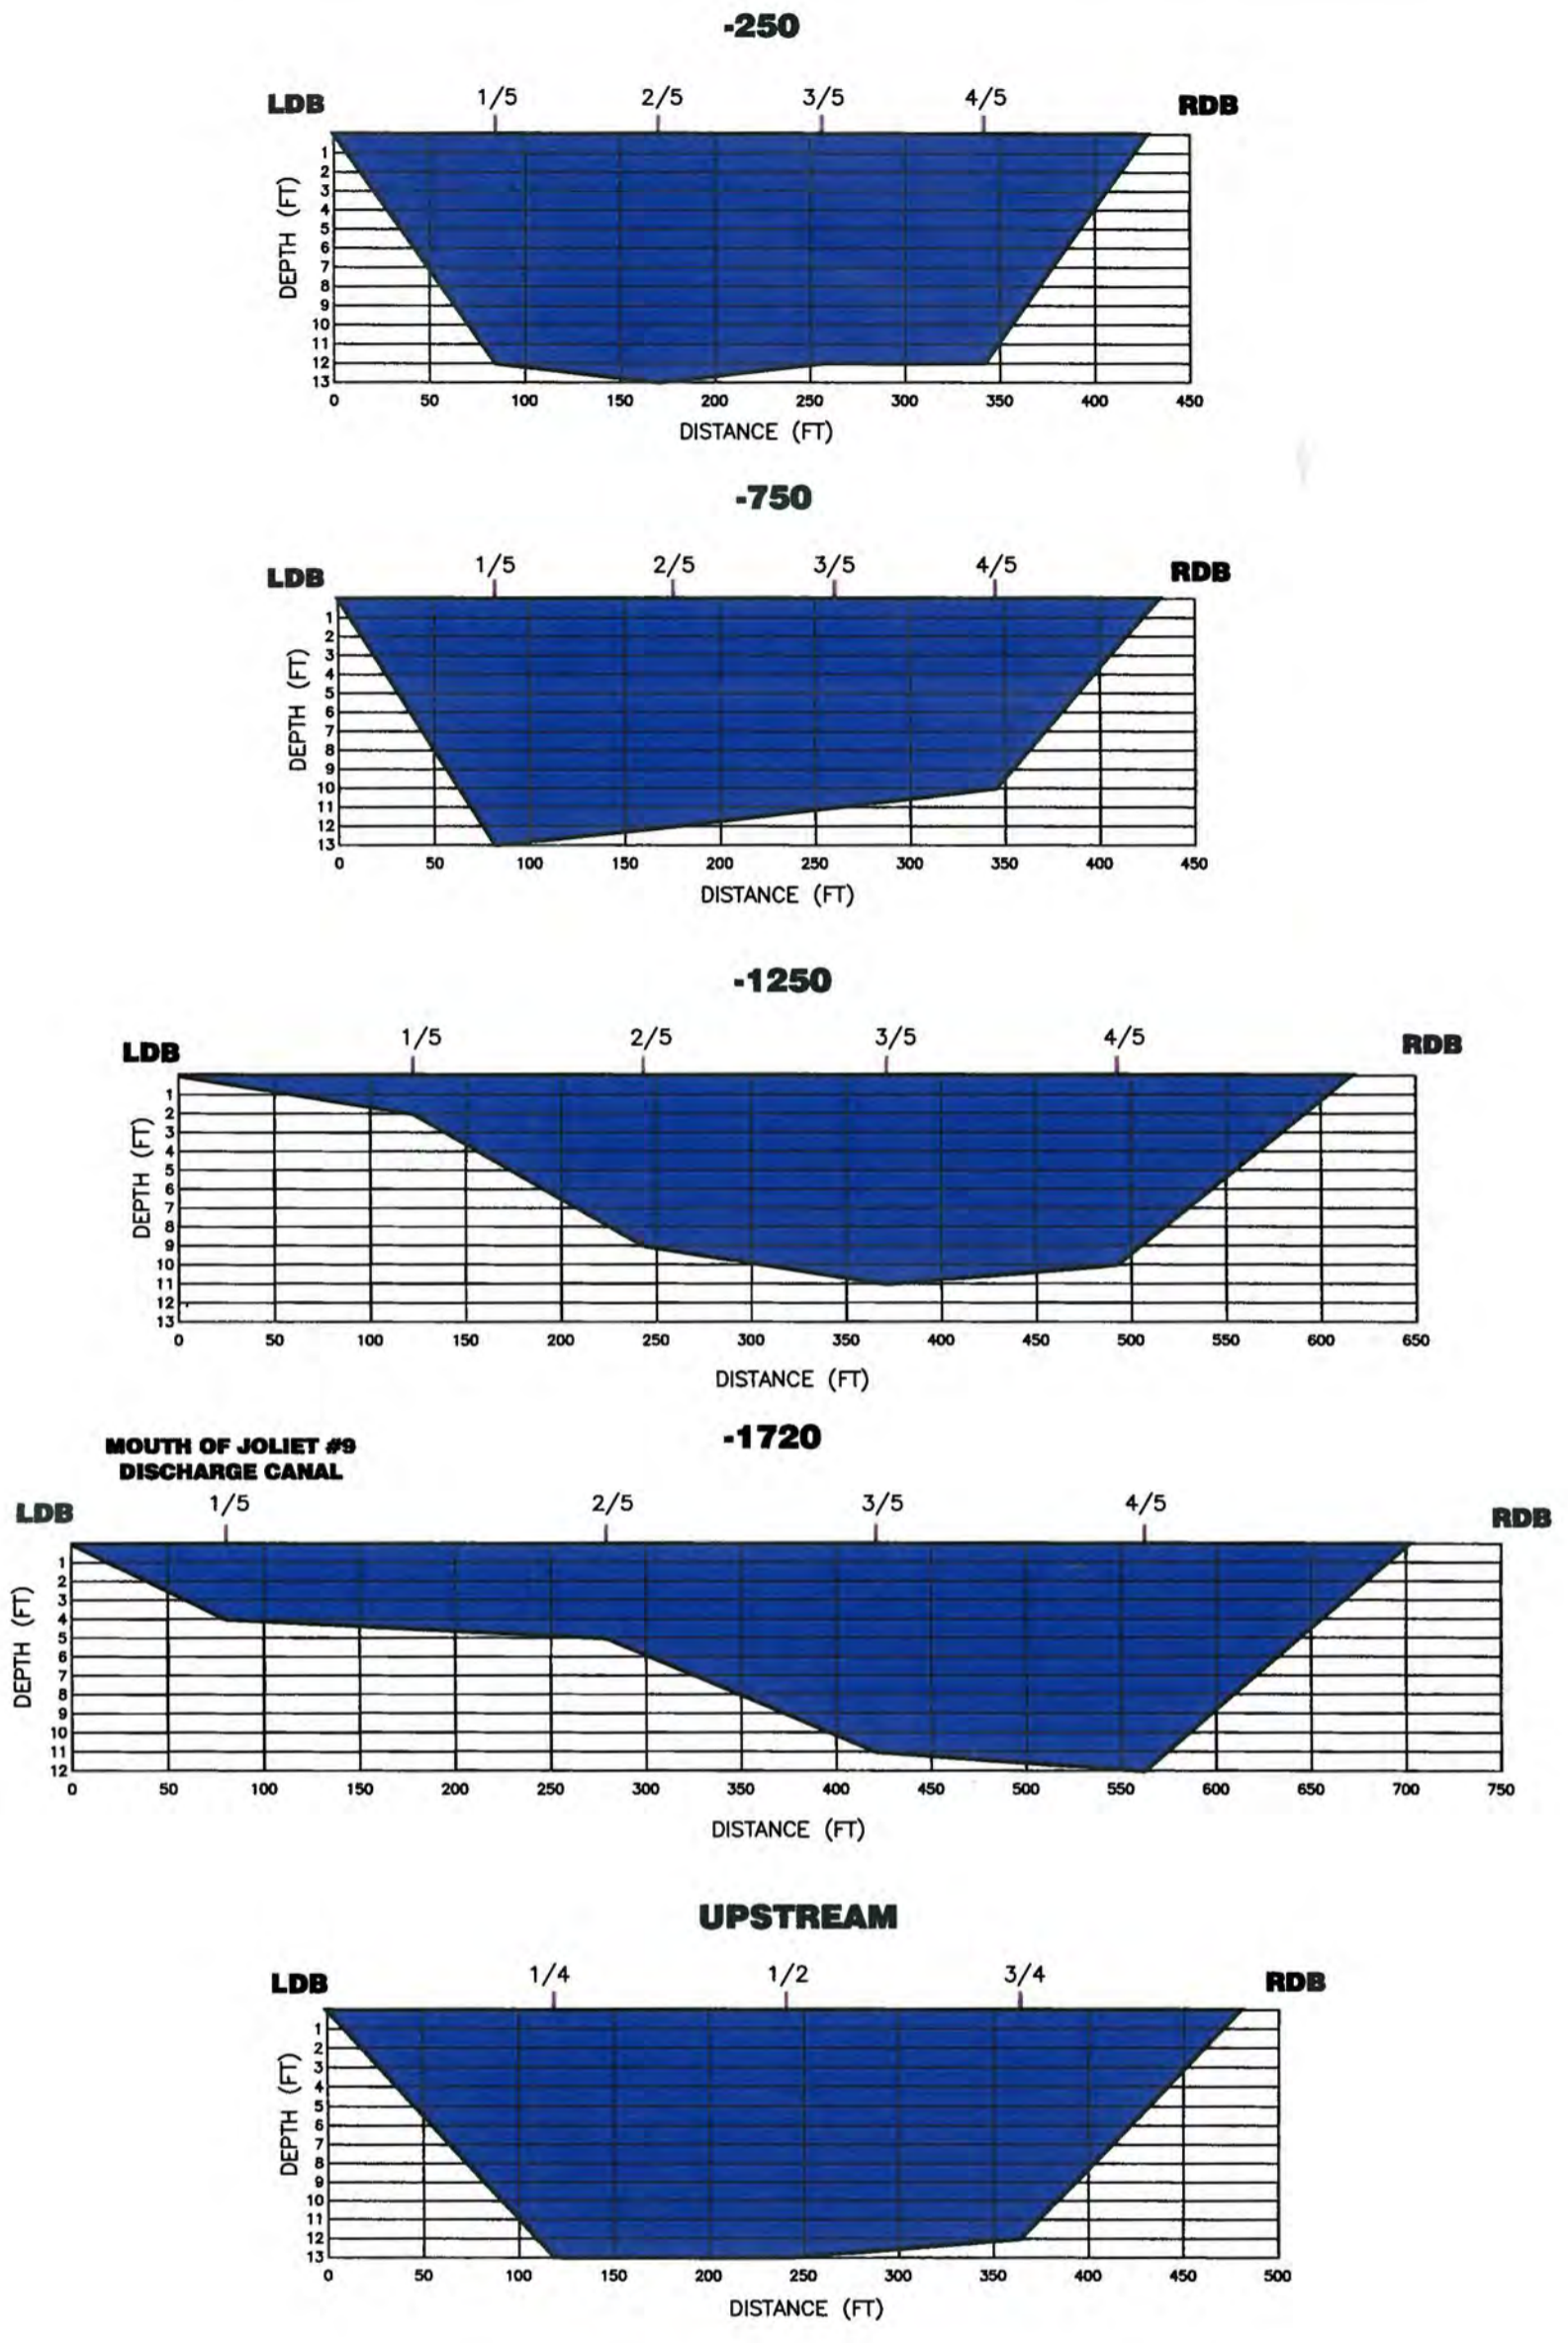 -250
LDB 1/5 2/5 3/5 4/5 RDB
DEPTH (FT)
1
2
3
4
5
6
7
8
9
10
11
12
13
0 50 100 150 200 250 300 350 400 450
DISTANCE (FT)
-750
LDB 1/5 2/5 3/5 4/5 RDB
DEPTH (FT)
1
2
3
4
5
6
7
8
9
10
11
12
13
0 50 100 150 200 250 300 350 400 450
DISTANCE (FT)
-1250
LDB 1/5 2/5 3/5 4/5 RDB
DEPTH (FT)
1
2
3
4
5
6
7
8
9
10
11
12
13
0 50 100 150 200 250 300 350 400 450 500 550 600 650
DISTANCE (FT)
-1720
MOUTH OF JOLIET #9
DISCHARGE CANAL
LDB 1/5 2/5 3/5 4/5 RDB
DEPTH (FT)
1
2
3
4
5
6
7
8
9
10
11
12
0 50 100 150 200 250 300 350 400 450 500 550 600 650 700 750
DISTANCE (FT)
UPSTREAM
LDB 1/4 1/2 3/4 RDB
DEPTH (FT)
1
2
3
4
5
6
7
8
9
10
11
12
13
0 50 100 150 200 250 300 350 400 450 500
DISTANCE (FT)